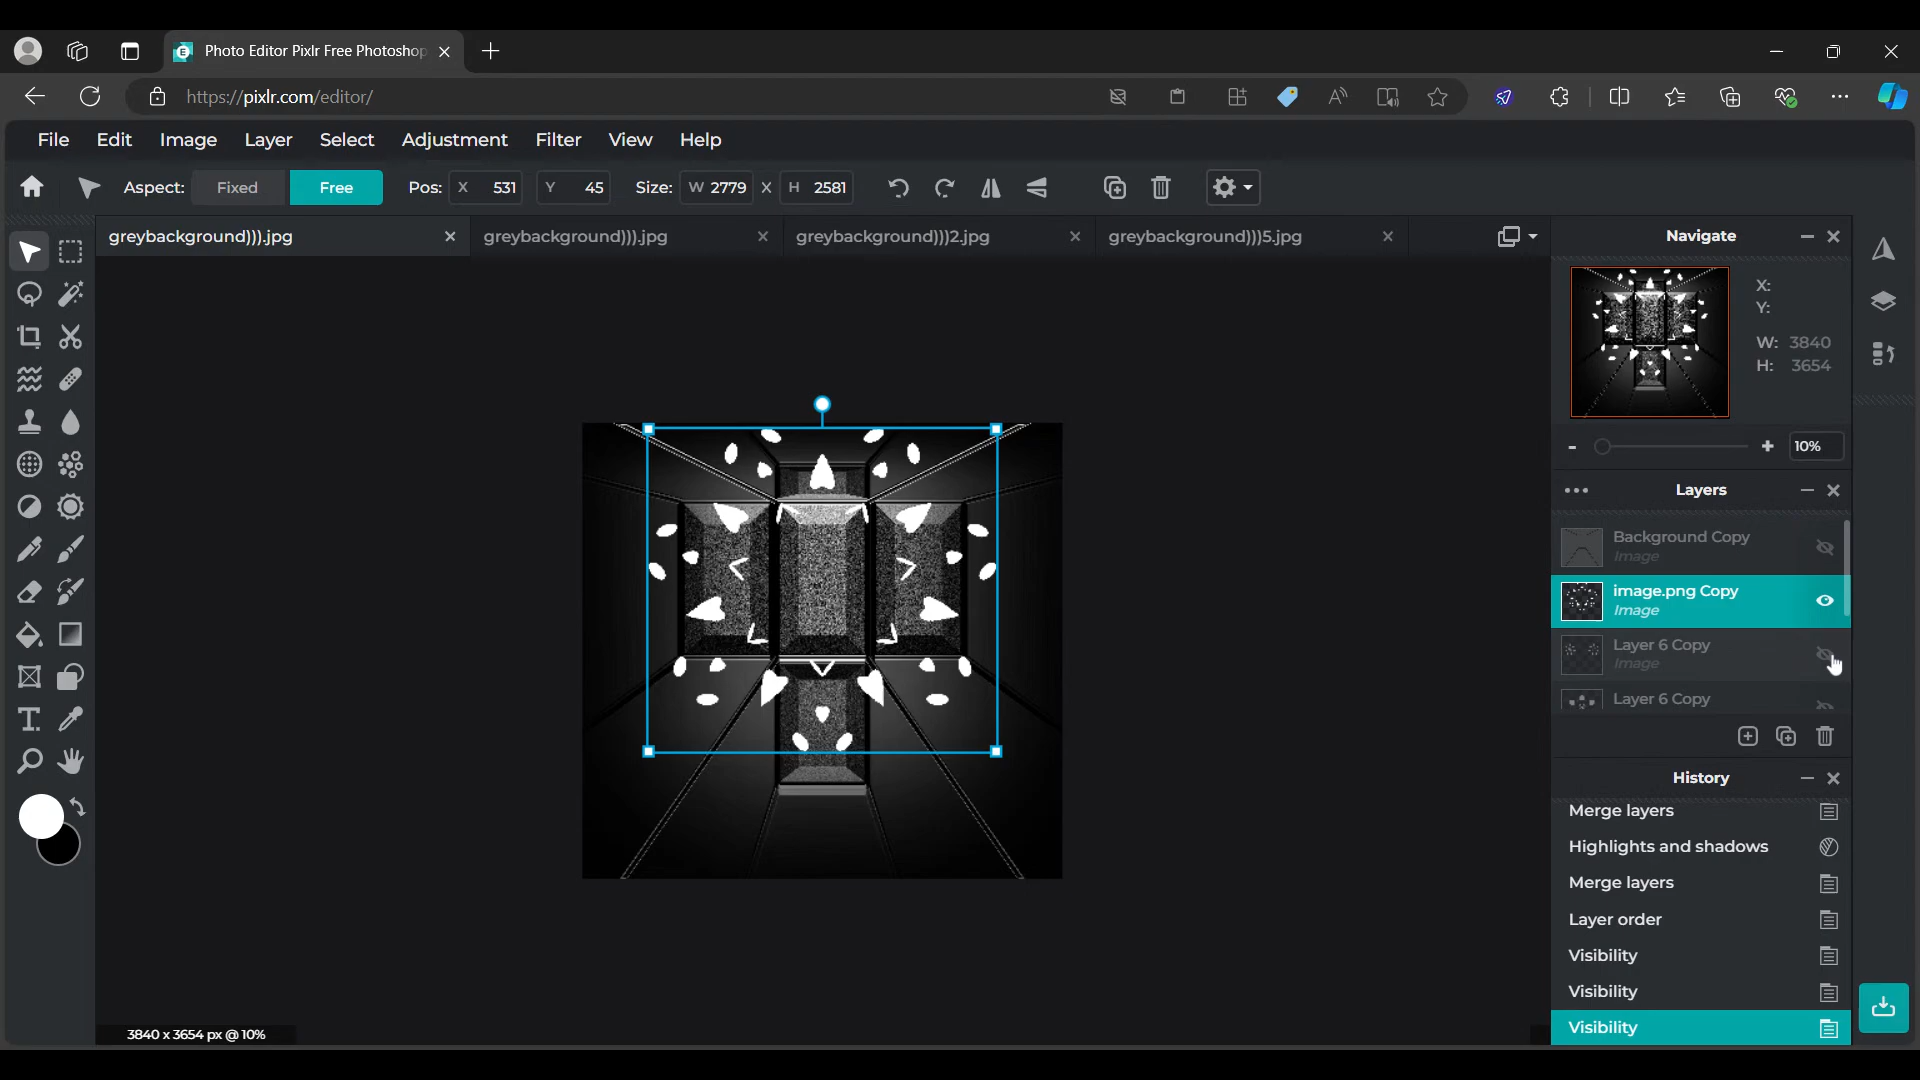 Photo Editor Pixlr Free Photoshop
https://pixlr.com/editor/
File Edit Image Layer Select Adjustment Filter View Help
Aspect: Fixed Free Pos: X 531 Y 45 Size: W 2779 X H 2581
greybackground))).jpg greybackground))).jpg greybackground)))2.jpg greybackground)))5.jpg
Navigate
X:
Y:
W: 3840
H: 3654
- + 10%
Layers
Background Copy
Image
image.png Copy
Image
Layer 6 Copy
Image
Layer 6 Copy
History
Merge layers
Highlights and shadows
Merge layers
Layer order
Visibility
Visibility
Visibility
T
3840 x 3654 px @ 10%